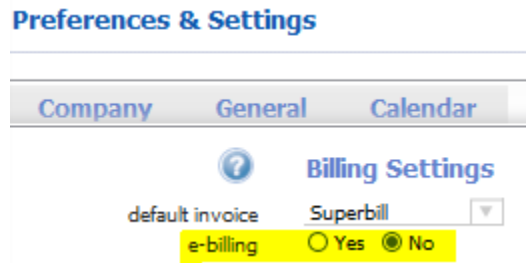 Preferences & Settings
Company General Calendar
? Billing Settings
default invoice Superbill
e-billing Yes No